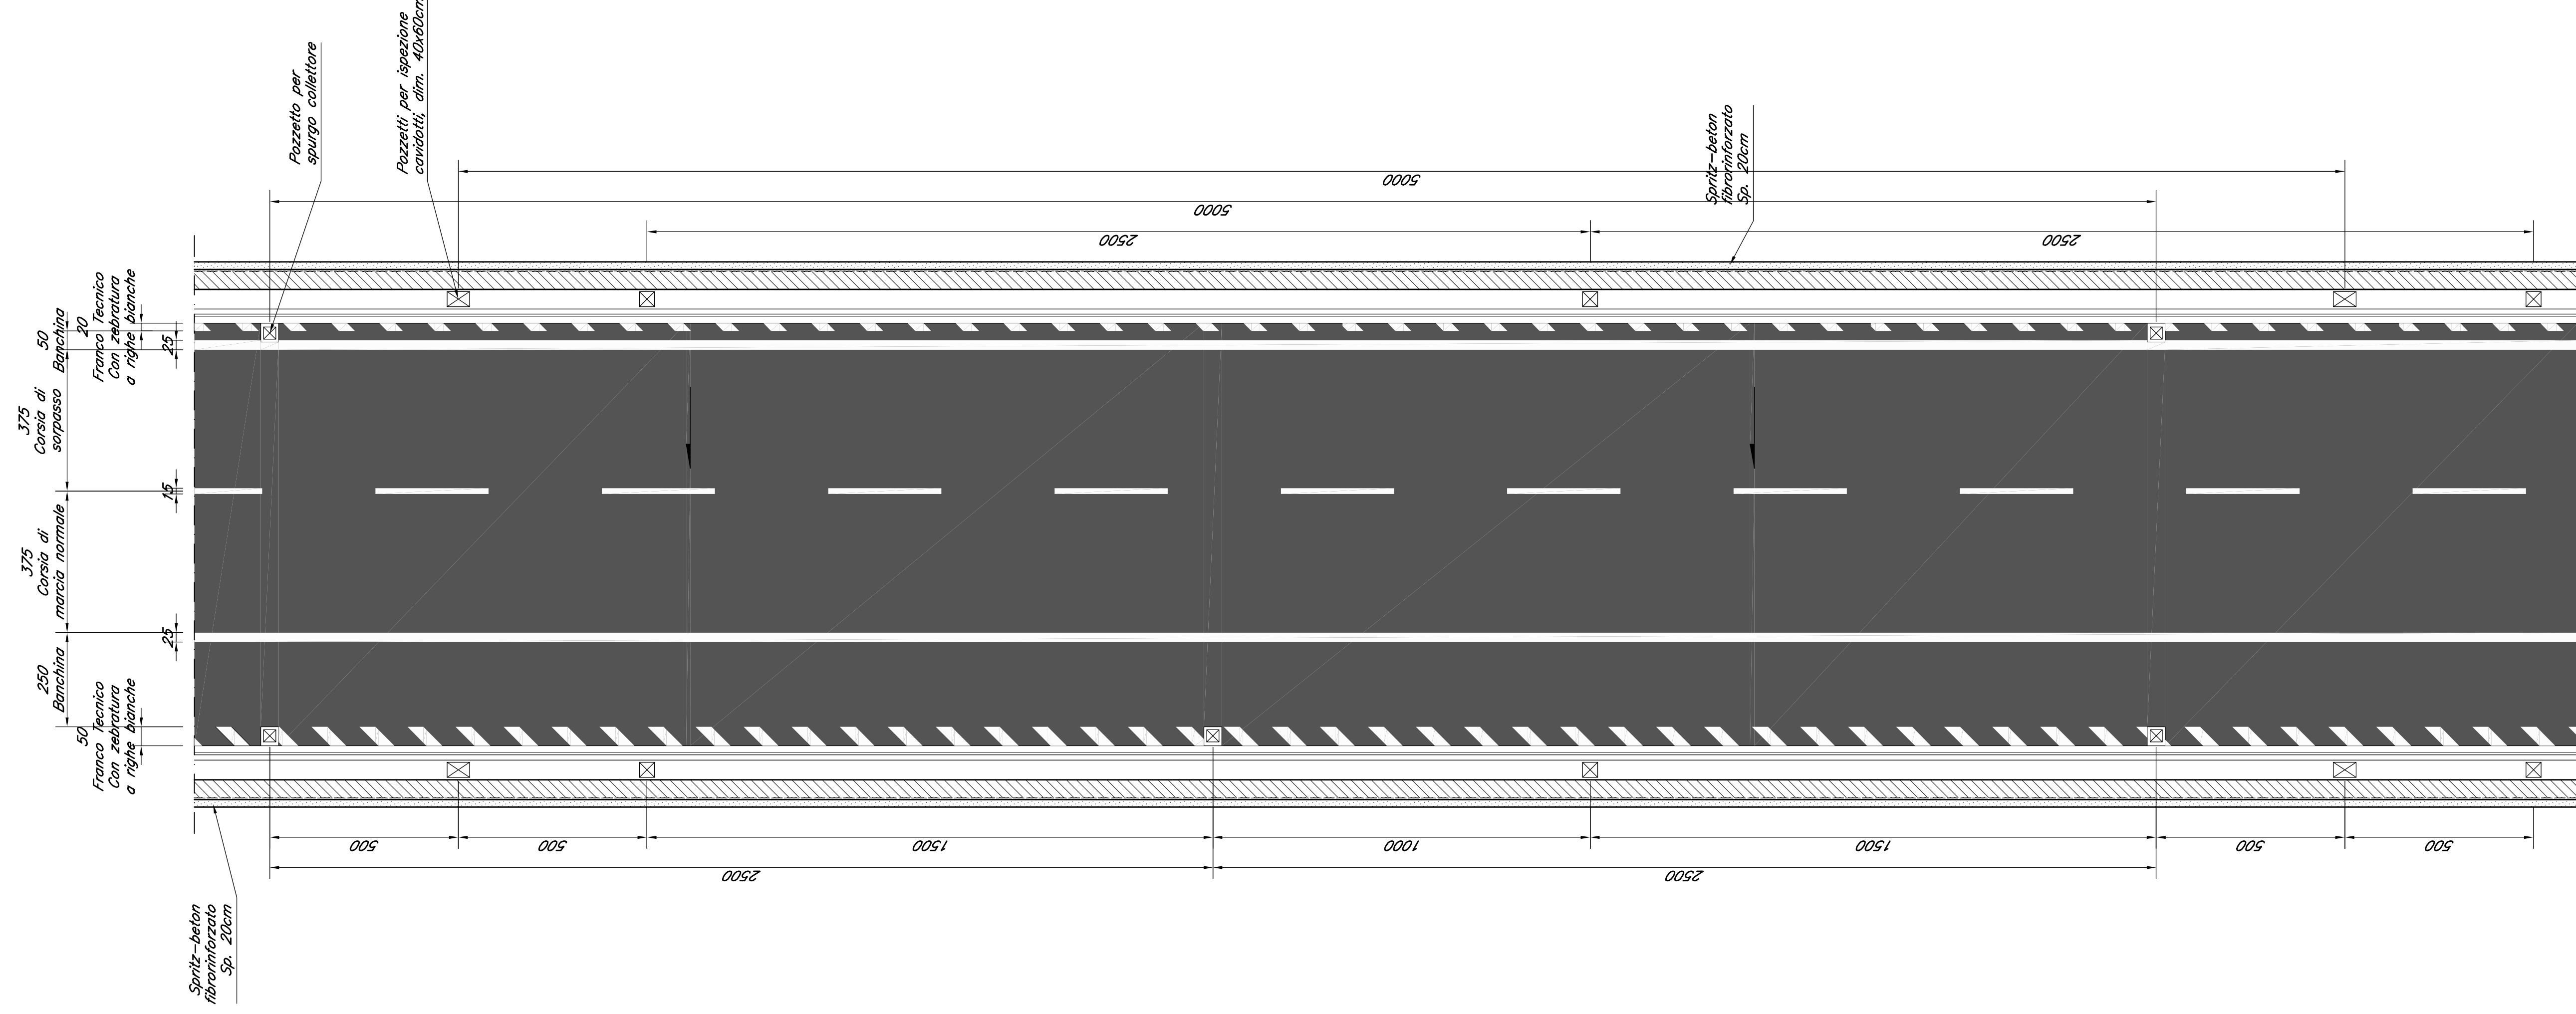 Pozzetto per
spurgo collettore
Pozzetti per ispezione
cavidotti, dim. 40x60cm
Spritz-beton
fibrorinforzato
Sp. 20cm
5000
5000
2500
2500
50
Banchina
20
Franco Tecnico
Con zebratura
a righe bianche
25
375
Corsia di
sorpasso
15
375
Corsia di
marcia normale
25
250
Banchina
50
Franco Tecnico
Con zebratura
a righe bianche
500
500
1500
1000
1500
500
500
2500
2500
Spritz-beton
fibrorinforzato
Sp. 20cm